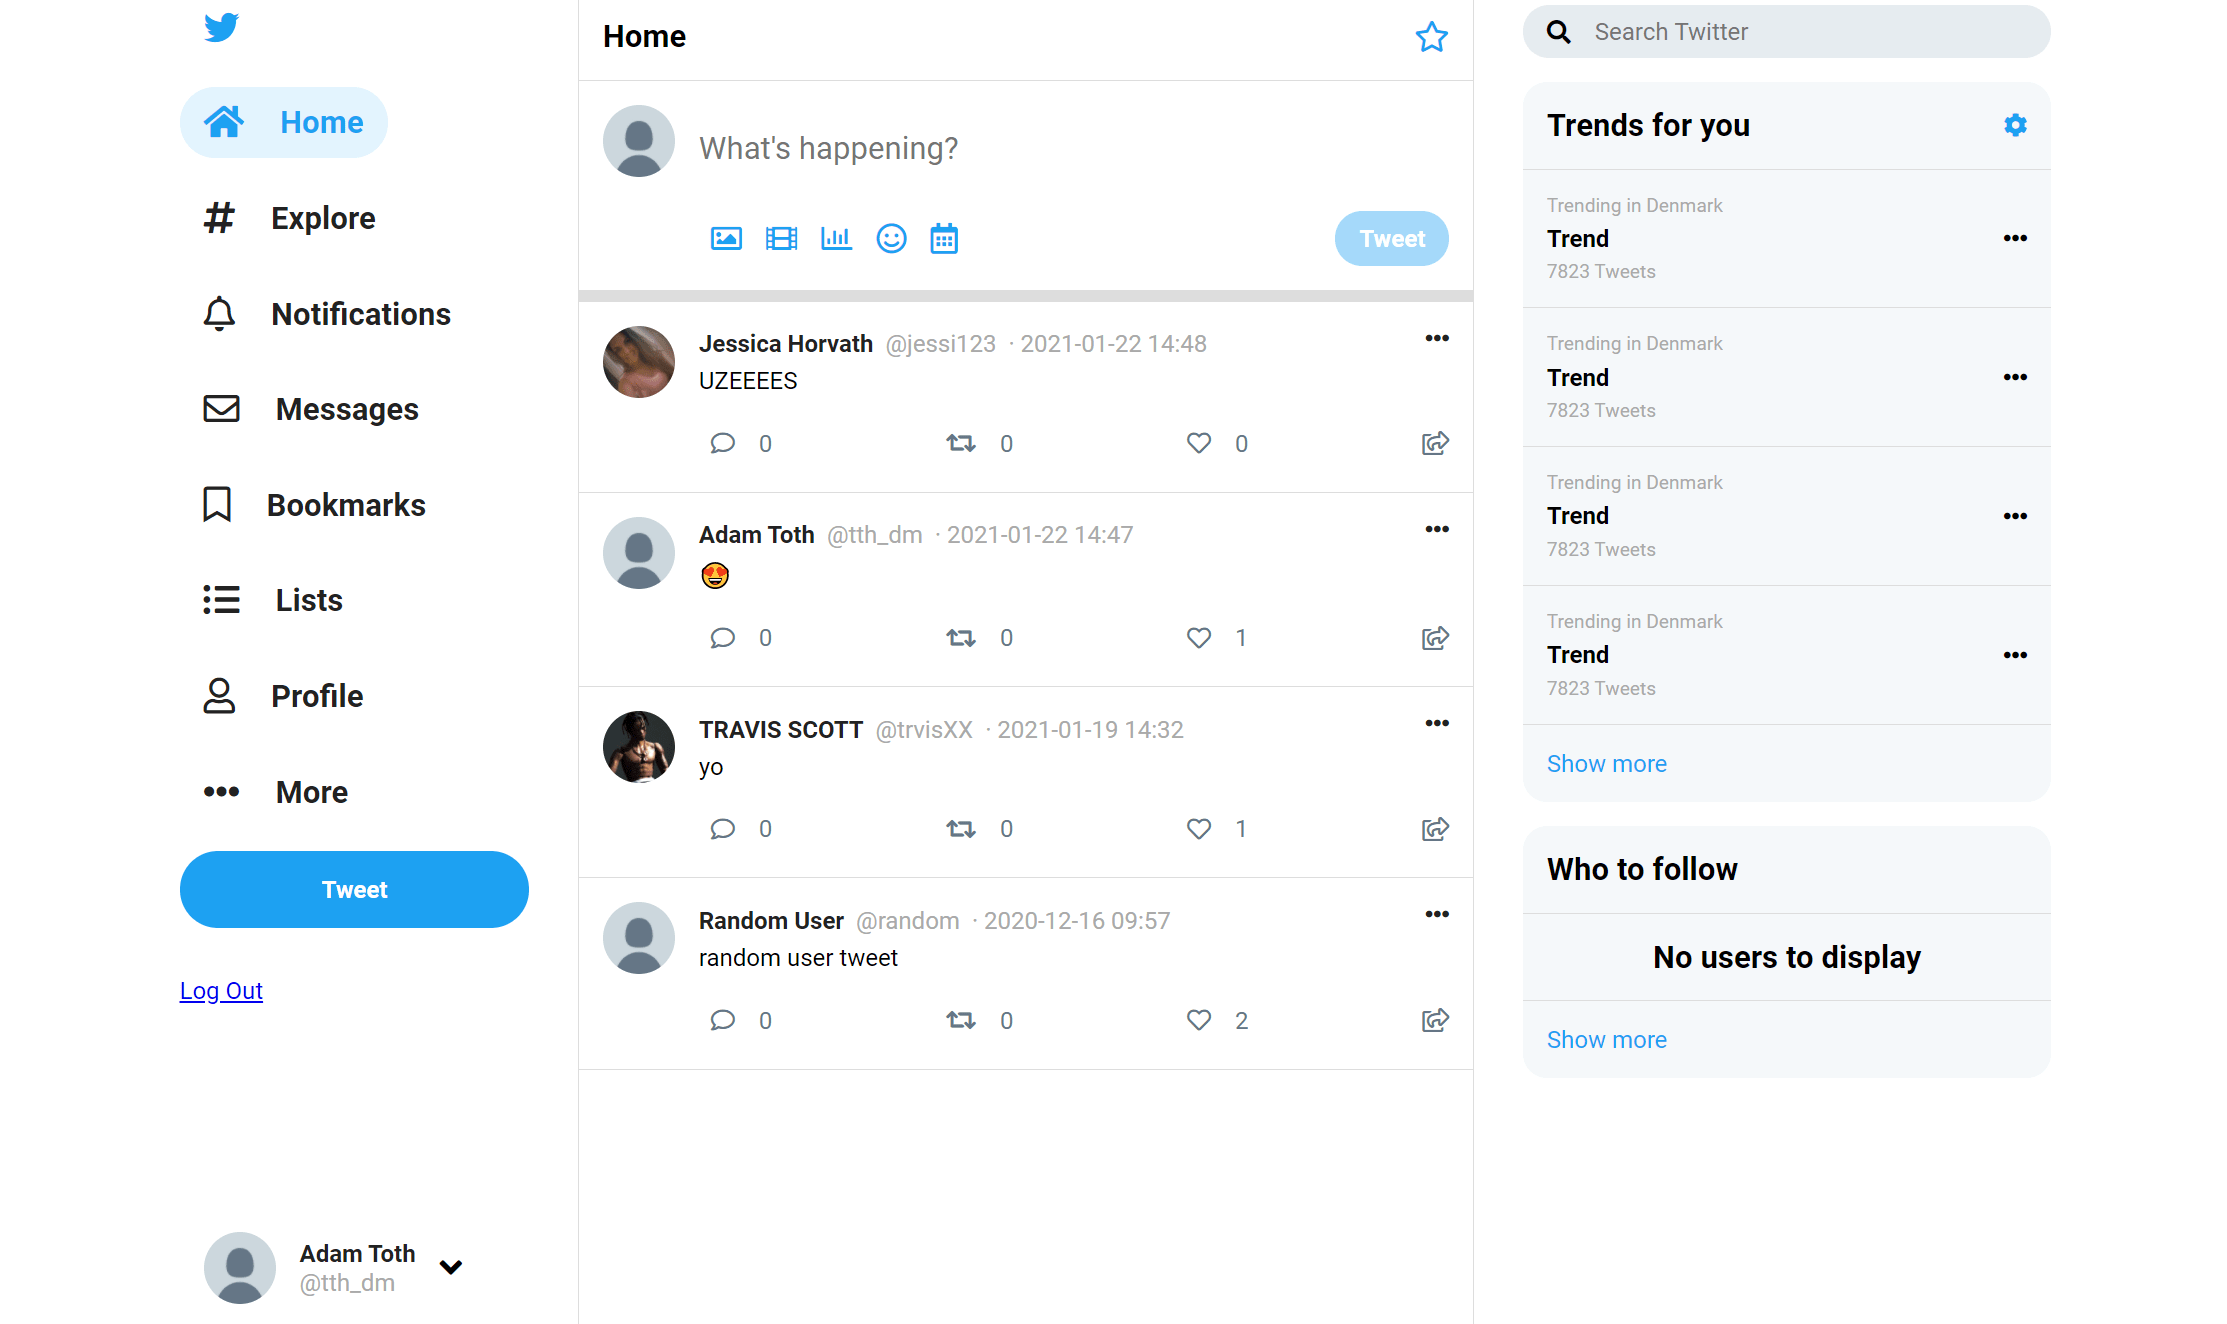 Home
Explore
Notifications
Messages
Bookmarks
Lists
Profile
More
Tweet
Log Out
Adam Toth
@tth_dm
Home
What's happening?
Tweet
Jessica Horvath @jessi123 · 2021-01-22 14:48
UZEEEES
0 0 0
Adam Toth @tth_dm · 2021-01-22 14:47
😍
0 0 1
TRAVIS SCOTT @trvisXX · 2021-01-19 14:32
yo
0 0 1
Random User @random · 2020-12-16 09:57
random user tweet
0 0 2
Search Twitter
Trends for you
Trending in Denmark
Trend
7823 Tweets
Trending in Denmark
Trend
7823 Tweets
Trending in Denmark
Trend
7823 Tweets
Trending in Denmark
Trend
7823 Tweets
Show more
Who to follow
No users to display
Show more